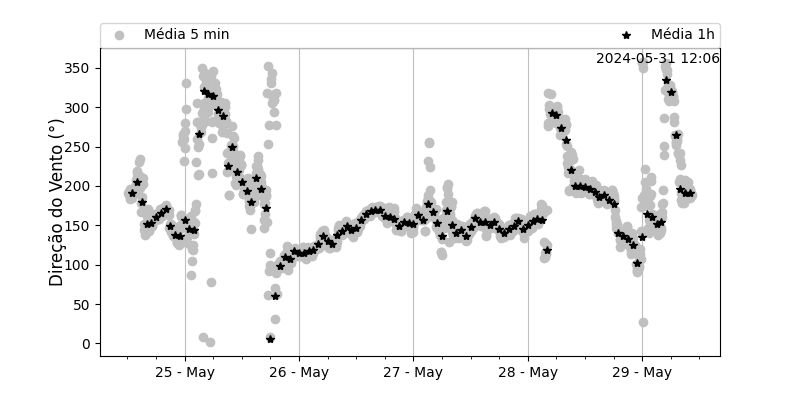 Média 5 min
Média 1h
2024-05-31 12:06
Direção do Vento (°)
350
300
250
200
150
100
50
0
25 - May
26 - May
27 - May
28 - May
29 - May